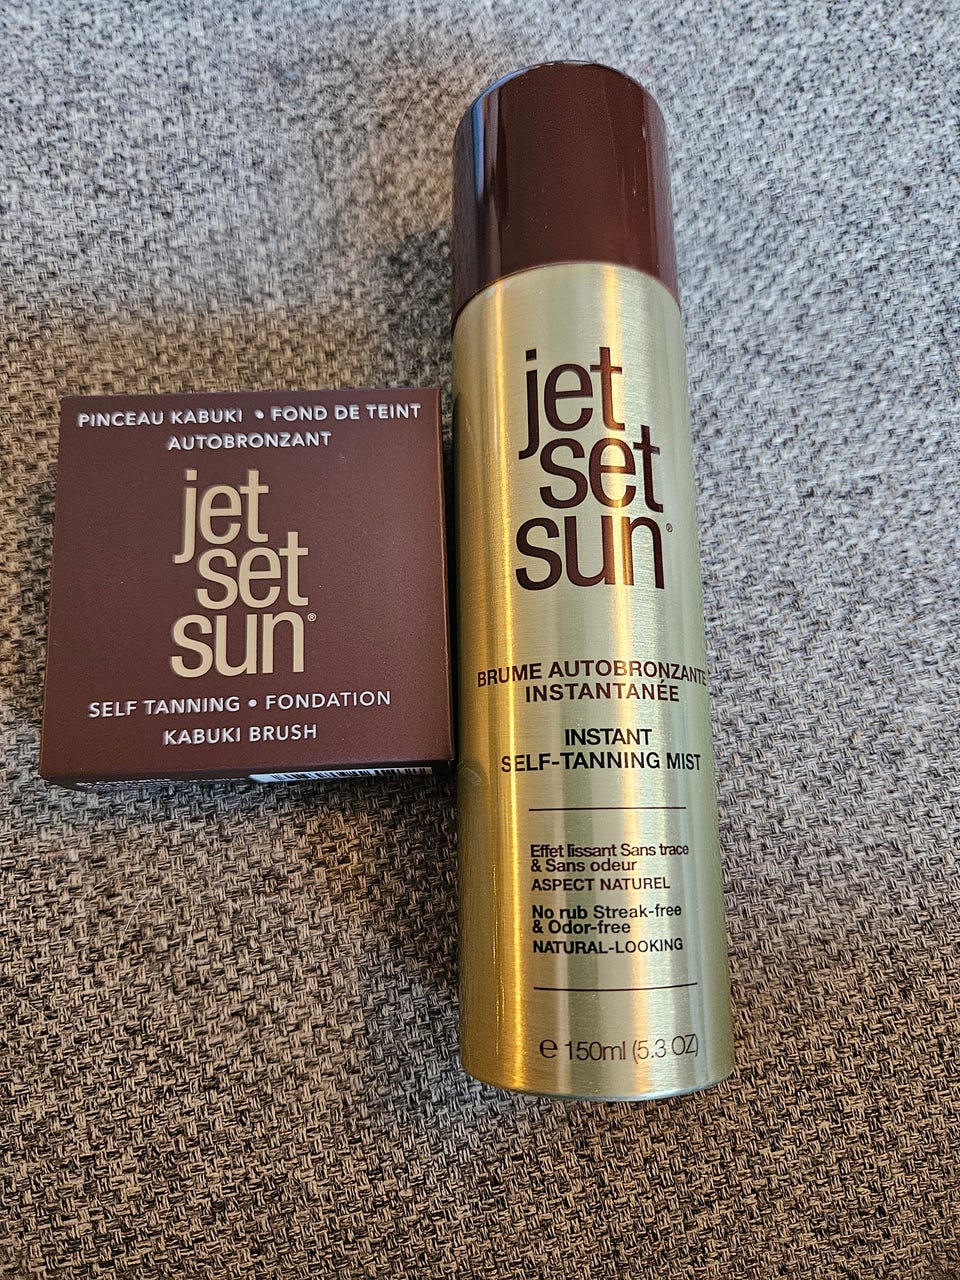 PINCEAU KABUKI • FOND DE TEINT
AUTOBRONZANT
jet
set
sun®
SELF TANNING • FONDATION
KABUKI BRUSH
jet
set
sun®
BRUME AUTOBRONZANTE
INSTANTANÉE
INSTANT
SELF-TANNING MIST
Effet lissant Sans trace
& Sans odeur
ASPECT NATUREL
No rub Streak-free
& Odor-free
NATURAL-LOOKING
℮ 150ml (5.3 OZ)